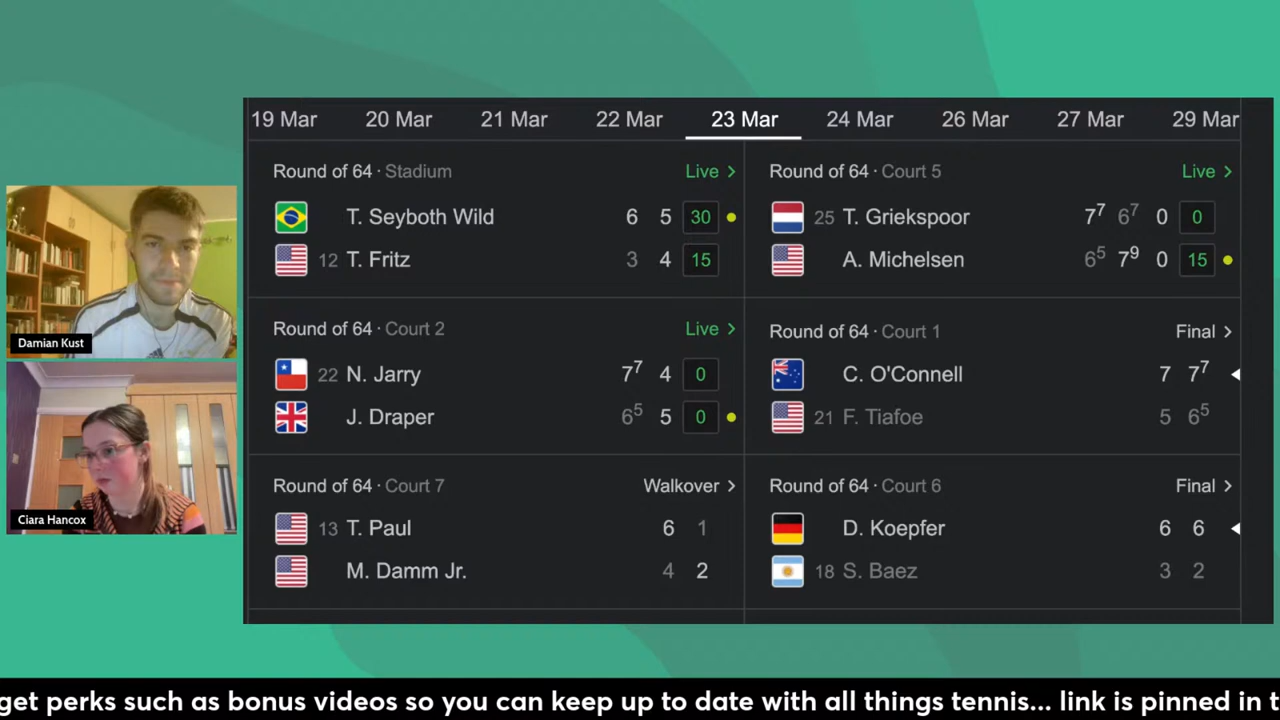 19 Mar 20 Mar 21 Mar 22 Mar 23 Mar 24 Mar 26 Mar 27 Mar 29 Mar
Round of 64 · Stadium Live >
T. Seyboth Wild 6 5 30
12 T. Fritz 3 4 15
Round of 64 · Court 5 Live >
25 T. Griekspoor 7⁷ 6⁷ 0 0
A. Michelsen 6⁵ 7⁹ 0 15
Round of 64 · Court 2 Live >
22 N. Jarry 7⁷ 4 0
J. Draper 6⁵ 5 0
Round of 64 · Court 1 Final >
C. O'Connell 7 7⁷
21 F. Tiafoe 5 6⁵
Round of 64 · Court 7 Walkover >
13 T. Paul 6 1
M. Damm Jr. 4 2
Round of 64 · Court 6 Final >
D. Koepfer 6 6
18 S. Baez 3 2
Damian Kust
Ciara Hancox
get perks such as bonus videos so you can keep up to date with all things tennis... link is pinned in t